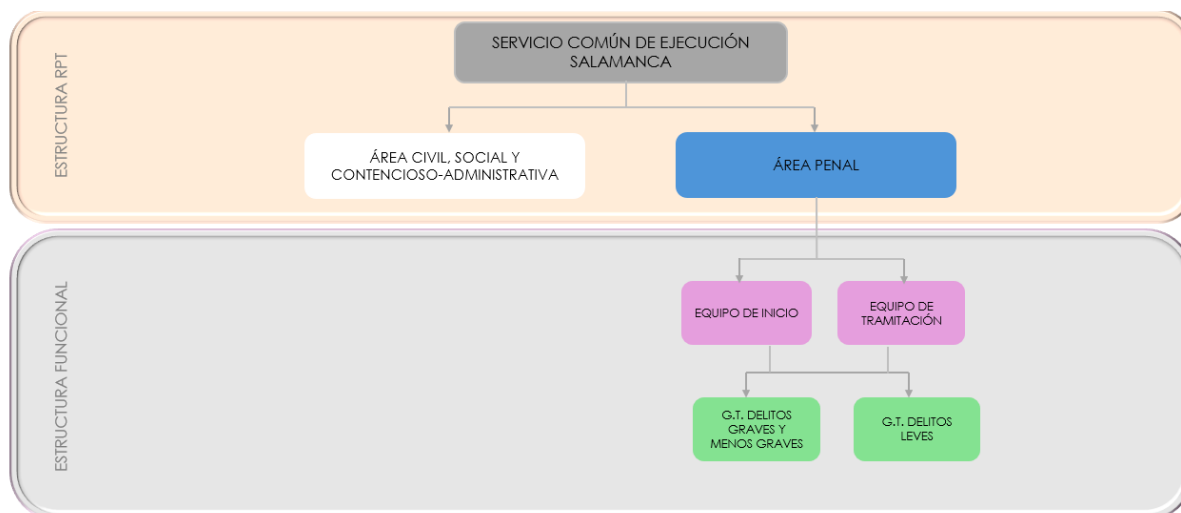 ESTRUCTURA RPT
SERVICIO COMÚN DE EJECUCIÓN
SALAMANCA
ÁREA CIVIL, SOCIAL Y
CONTENCIOSO-ADMINISTRATIVA
ÁREA PENAL
ESTRUCTURA FUNCIONAL
EQUIPO DE INICIO
EQUIPO DE
TRAMITACIÓN
G.T. DELITOS
GRAVES Y
MENOS GRAVES
G.T. DELITOS
LEVES